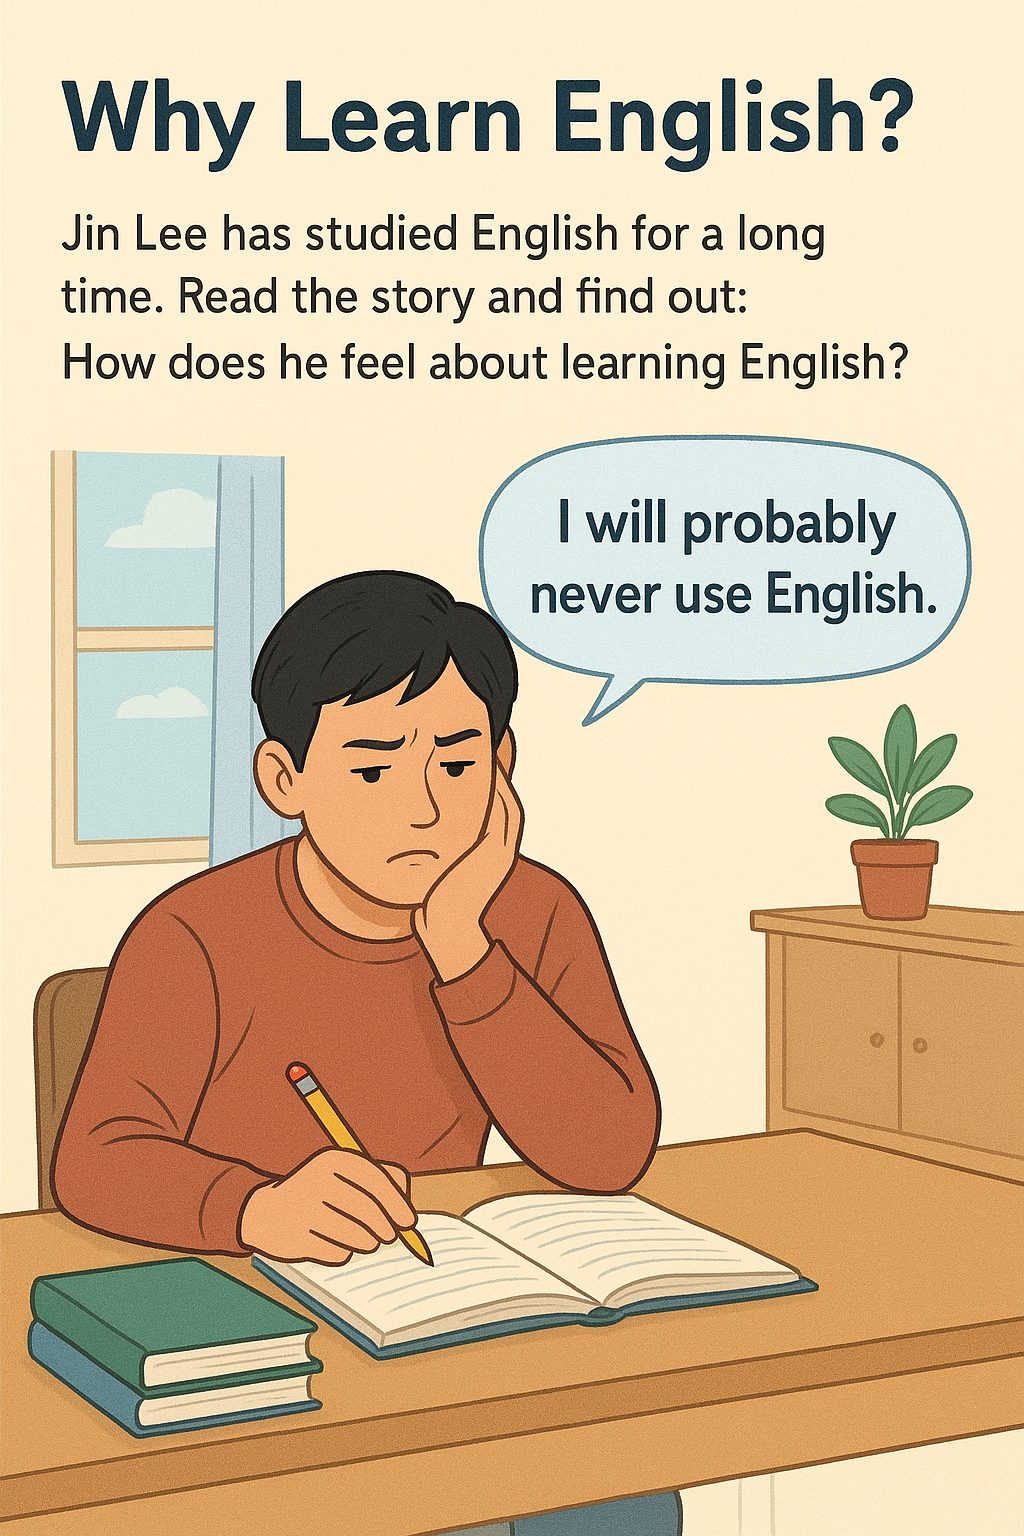 Why Learn English?
Jin Lee has studied English for a long
time. Read the story and find out:
How does he feel about learning English?
I will probably
never use English.